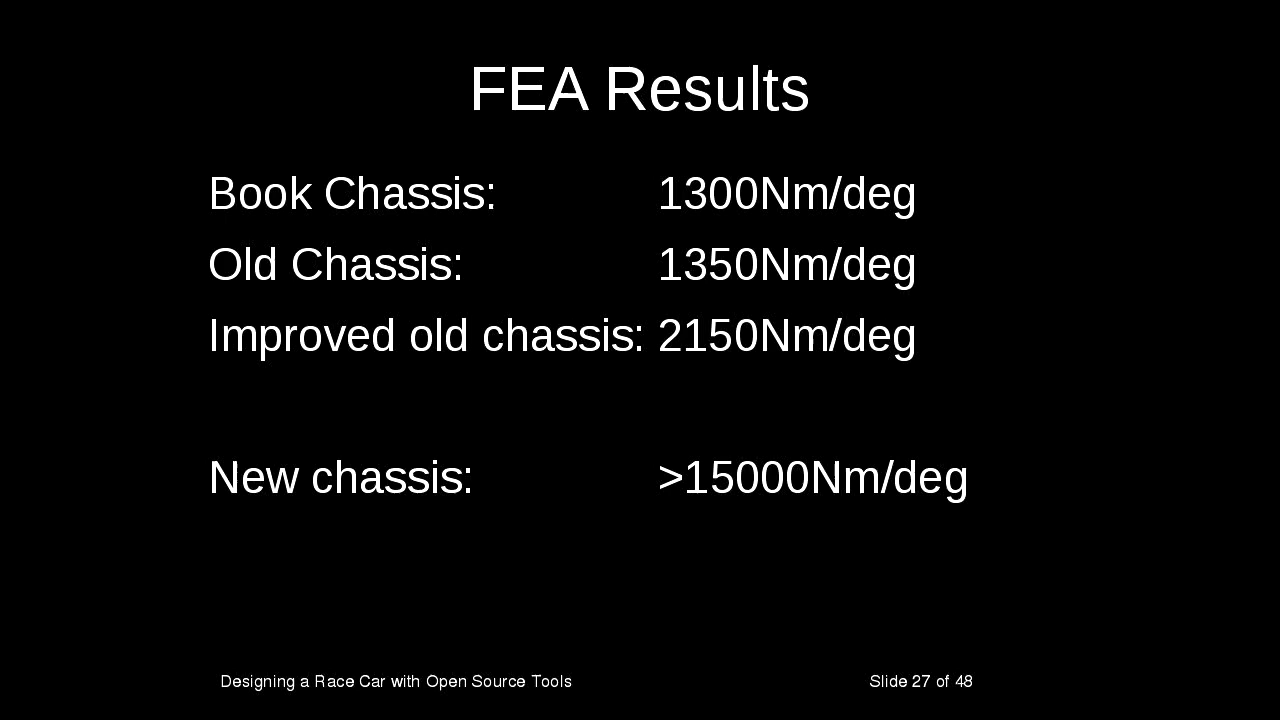 FEA Results
Book Chassis: 1300Nm/deg
Old Chassis: 1350Nm/deg
Improved old chassis: 2150Nm/deg
New chassis: >15000Nm/deg
Designing a Race Car with Open Source Tools Slide 27 of 48